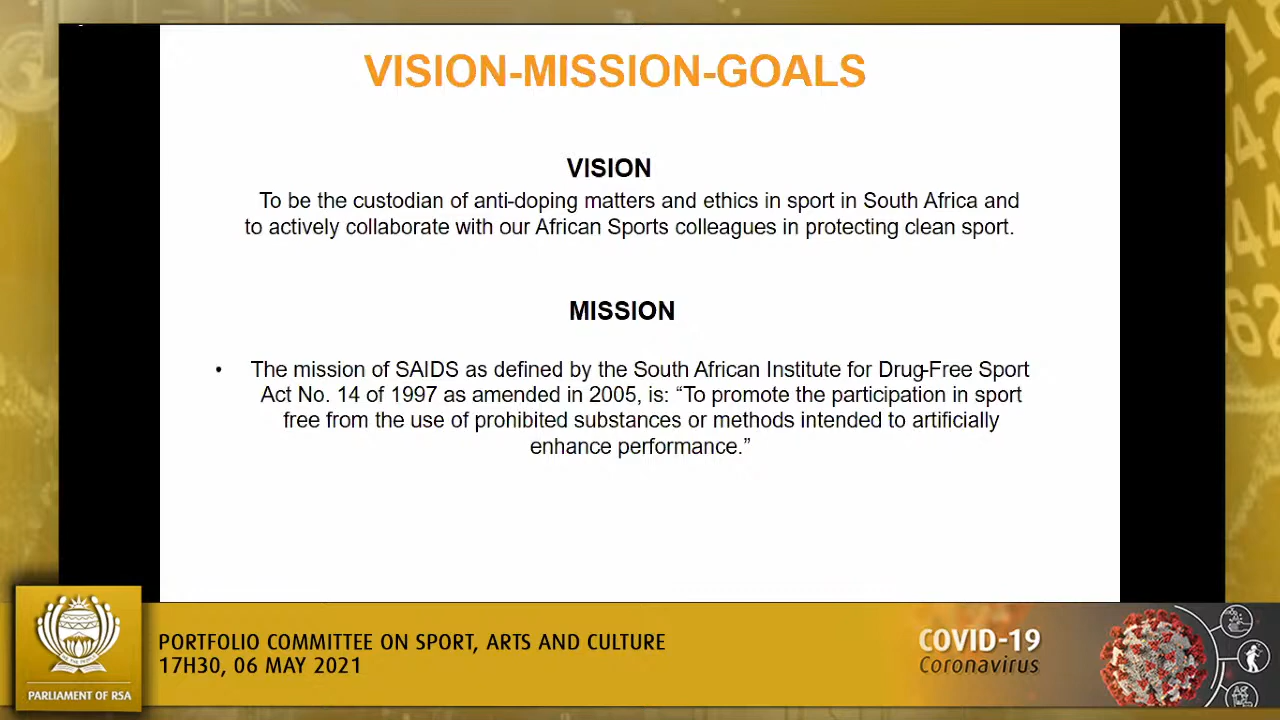 VISION-MISSION-GOALS
VISION
To be the custodian of anti-doping matters and ethics in sport in South Africa and
to actively collaborate with our African Sports colleagues in protecting clean sport.
MISSION
• The mission of SAIDS as defined by the South African Institute for Drug-Free Sport
Act No. 14 of 1997 as amended in 2005, is: “To promote the participation in sport
free from the use of prohibited substances or methods intended to artificially
enhance performance.”
PORTFOLIO COMMITTEE ON SPORT, ARTS AND CULTURE
17H30, 06 MAY 2021
PARLIAMENT OF RSA
COVID-19
Coronavirus